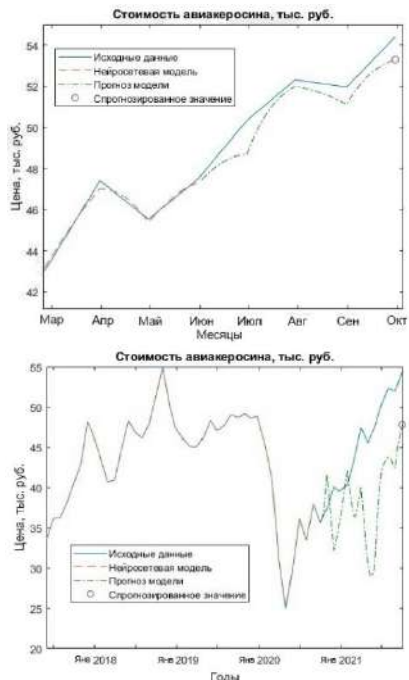 Стоимость авиакеросина, тыс. руб.
54
52
50
48
46
44
42
Цена, тыс. руб.
Исходные данные
Нейросетевая модель
Прогноз модели
Спрогнозированное значение
Мар Апр Май Июн Июл Авг Сен Окт
Месяцы
Стоимость авиакеросина, тыс. руб.
55
50
45
40
35
30
25
20
Цена, тыс. руб.
Исходные данные
Нейросетевая модель
Прогноз модели
Спрогнозированное значение
Янв 2018 Янв 2019 Янв 2020 Янв 2021
Годы